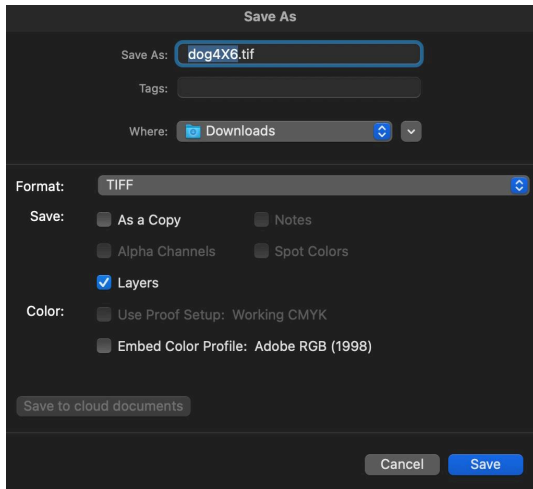 Save As
Save As: dog4X6.tif
Tags:
Where: Downloads
Format: TIFF
Save: As a Copy Notes
Alpha Channels Spot Colors
Layers
Color: Use Proof Setup: Working CMYK
Embed Color Profile: Adobe RGB (1998)
Save to cloud documents
Cancel Save